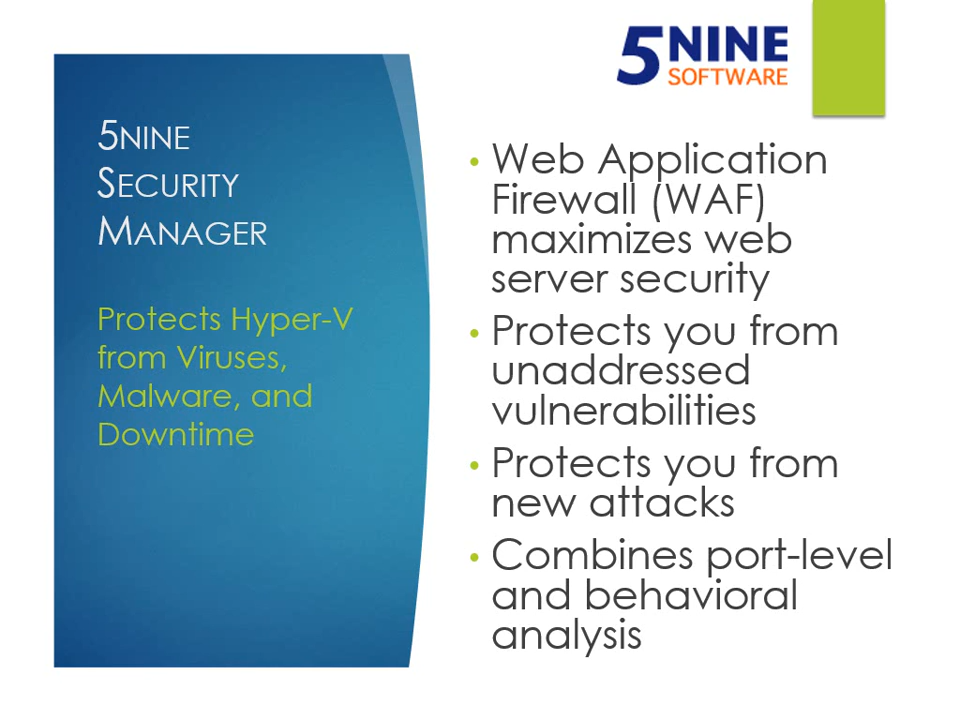 5NINE
SOFTWARE
5NINE
SECURITY
MANAGER
Protects Hyper-V
from Viruses,
Malware, and
Downtime
• Web Application
Firewall (WAF)
maximizes web
server security
• Protects you from
unaddressed
vulnerabilities
• Protects you from
new attacks
• Combines port-level
and behavioral
analysis